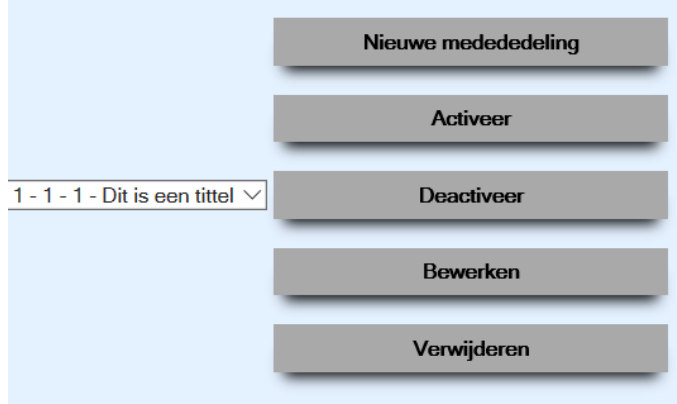 Nieuwe medededeling
Activeer
1 - 1 - 1 - Dit is een tittel
Deactiveer
Bewerken
Verwijderen